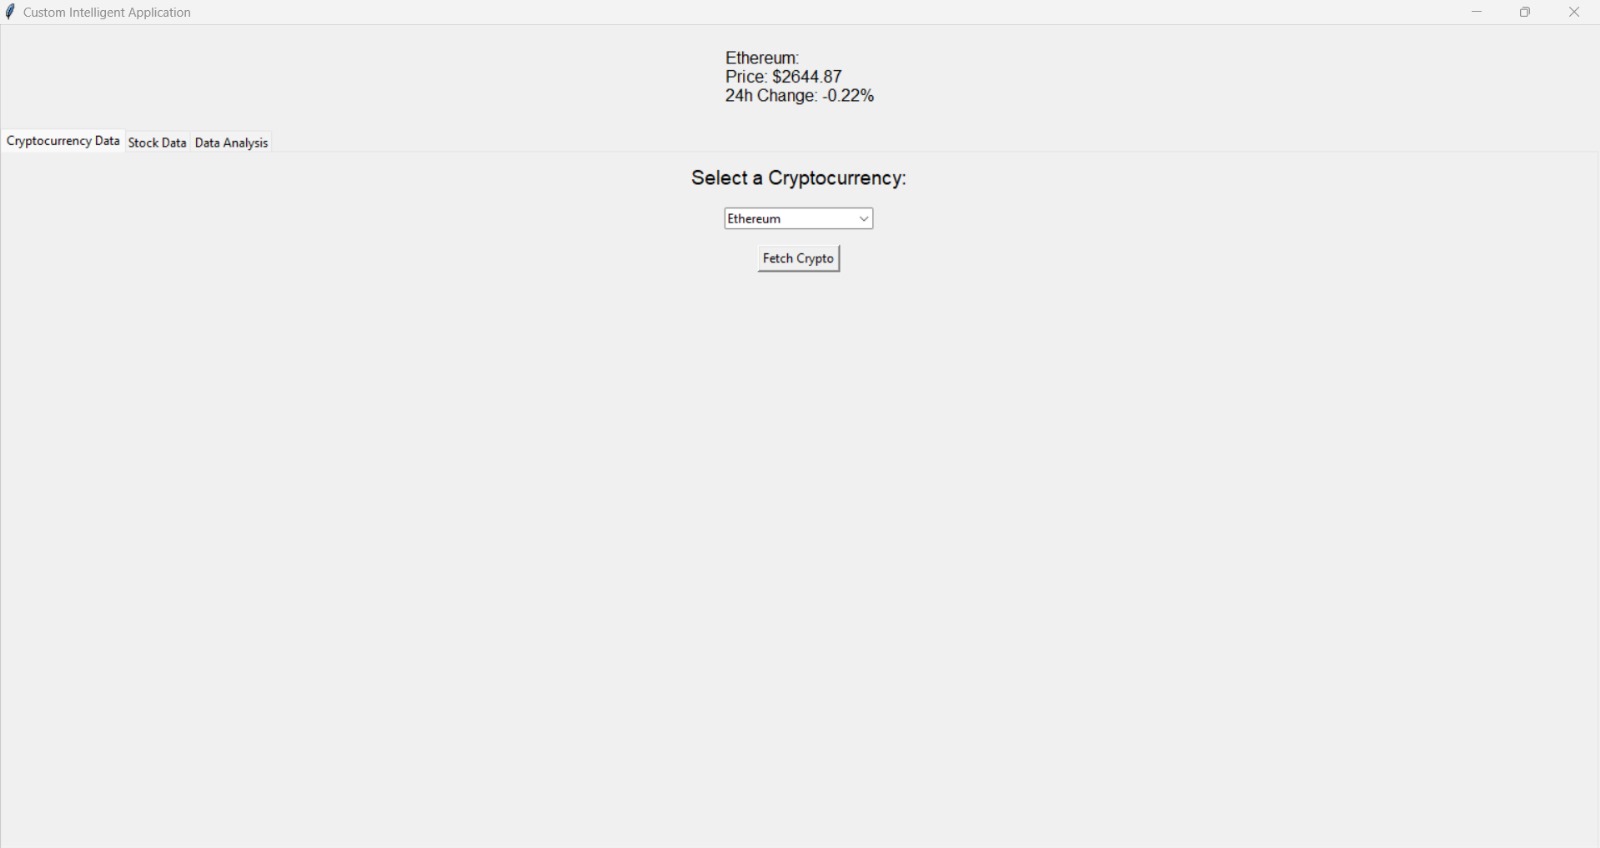 Custom Intelligent Application
Ethereum:
Price: $2644.87
24h Change: -0.22%
Cryptocurrency Data Stock Data Data Analysis
Select a Cryptocurrency:
Ethereum
Fetch Crypto